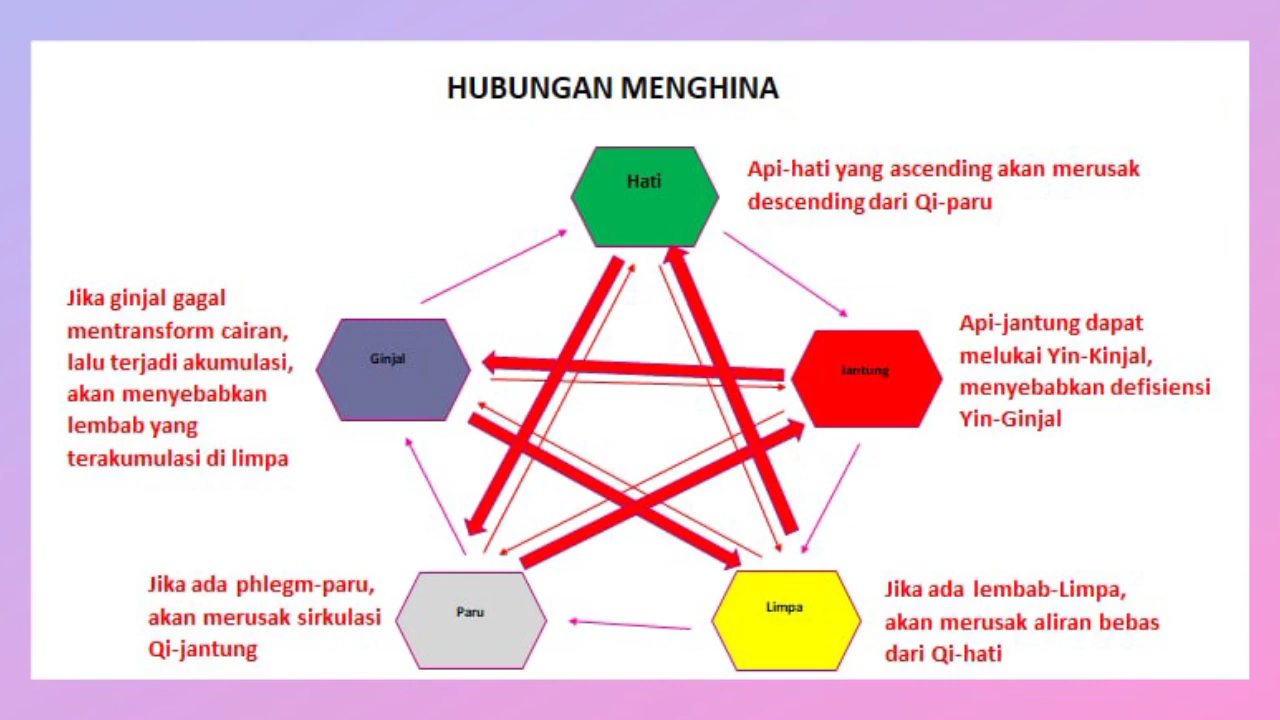 HUBUNGAN MENGHINA
Hati
Api-hati yang ascending akan merusak
descending dari Qi-paru
Jika ginjal gagal
mentransform cairan,
lalu terjadi akumulasi,
akan menyebabkan
lembab yang
terakumulasi di limpa
Ginjal
Jantung
Api-jantung dapat
melukai Yin-Kinjal,
menyebabkan defisiensi
Yin-Ginjal
Jika ada phlegm-paru,
akan merusak sirkulasi
Qi-jantung
Paru
Limpa
Jika ada lembab-Limpa,
akan merusak aliran bebas
dari Qi-hati